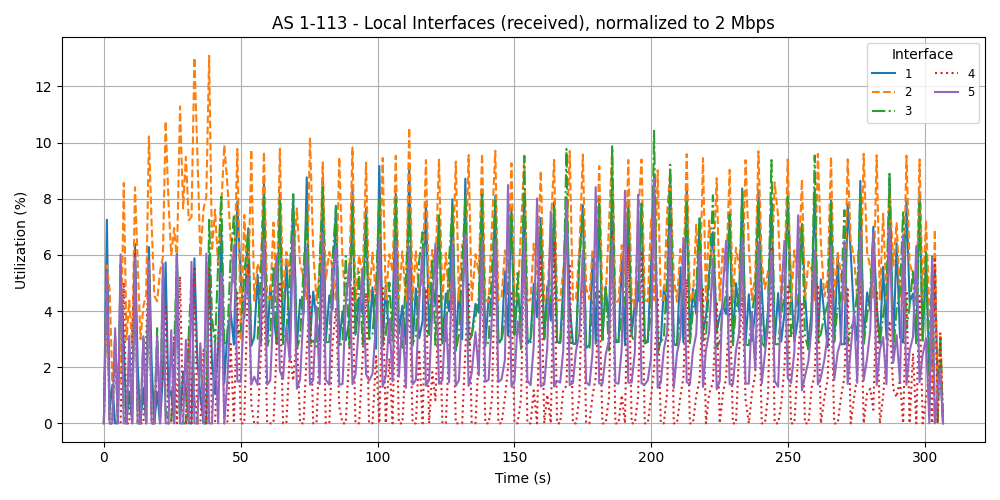 AS 1-113 - Local Interfaces (received), normalized to 2 Mbps
Utilization (%)
12
10
8
6
4
2
0
0 50 100 150 200 250 300
Time (s)
Interface
1 4
2 5
3